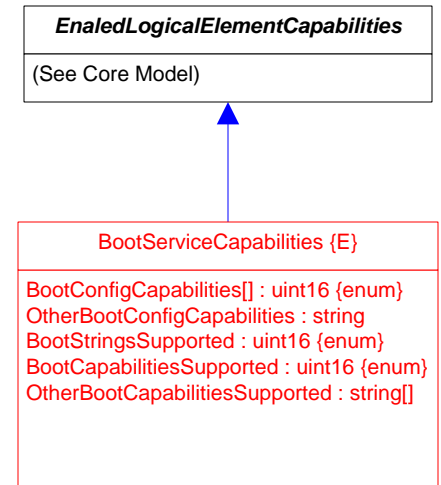 EnaledLogicalElementCapabilities
(See Core Model)
BootServiceCapabilities {E}
BootConfigCapabilities[] : uint16 {enum}
OtherBootConfigCapabilities : string
BootStringsSupported : uint16 {enum}
BootCapabilitiesSupported : uint16 {enum}
OtherBootCapabilitiesSupported : string[]